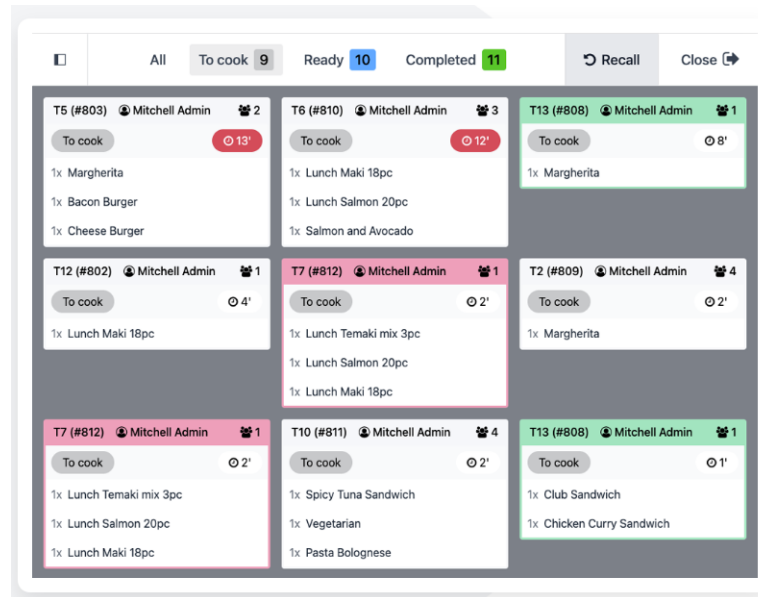 All To cook 9 Ready 10 Completed 11 Recall Close
T5 (#803) Mitchell Admin 2
To cook 13'
1x Margherita
1x Bacon Burger
1x Cheese Burger
T6 (#810) Mitchell Admin 3
To cook 12'
1x Lunch Maki 18pc
1x Lunch Salmon 20pc
1x Salmon and Avocado
T13 (#808) Mitchell Admin 1
To cook 8'
1x Margherita
T12 (#802) Mitchell Admin 1
To cook 4'
1x Lunch Maki 18pc
T7 (#812) Mitchell Admin 1
To cook 2'
1x Lunch Temaki mix 3pc
1x Lunch Salmon 20pc
1x Lunch Maki 18pc
T2 (#809) Mitchell Admin 4
To cook 2'
1x Margherita
T7 (#812) Mitchell Admin 1
To cook 2'
1x Lunch Temaki mix 3pc
1x Lunch Salmon 20pc
1x Lunch Maki 18pc
T10 (#811) Mitchell Admin 4
To cook 2'
1x Spicy Tuna Sandwich
1x Vegetarian
1x Pasta Bolognese
T13 (#808) Mitchell Admin 1
To cook 1'
1x Club Sandwich
1x Chicken Curry Sandwich